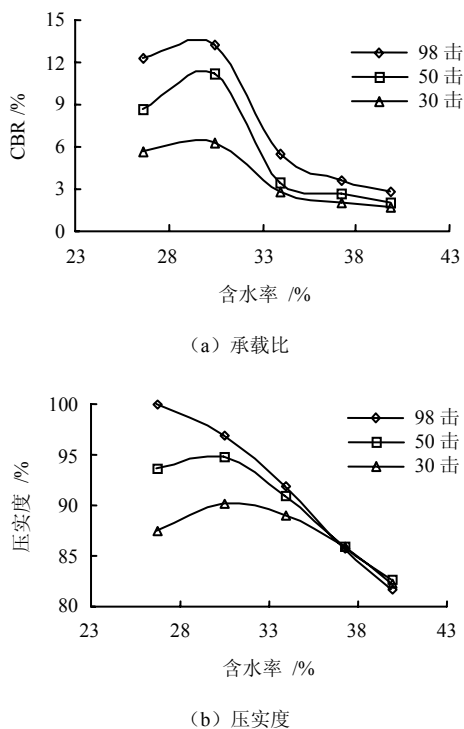 15
12
9
6
3
0
CBR /%
98 击
50 击
30 击
23 28 33 38 43
含水率 /%
(a) 承载比
100
95
90
85
80
压实度 /%
98 击
50 击
30 击
23 28 33 38 43
含水率 /%
(b) 压实度